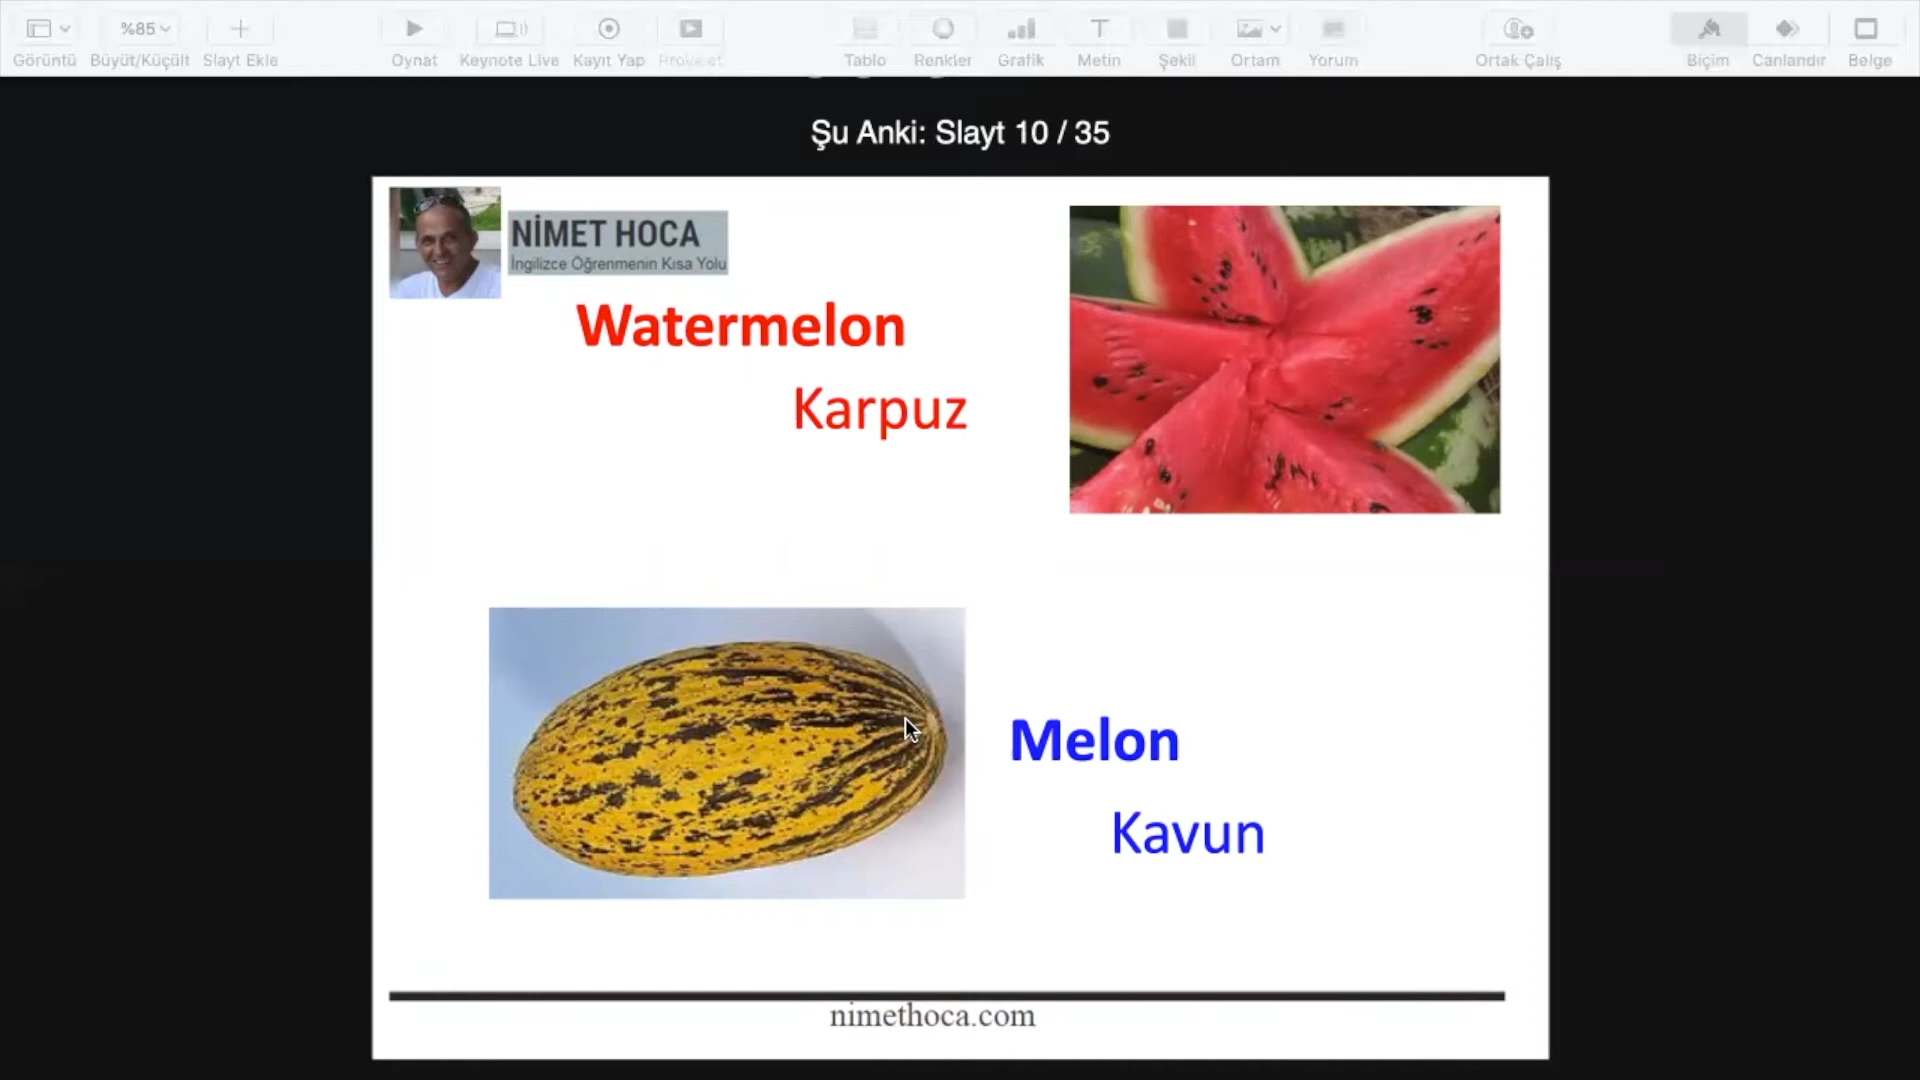 %85
Görüntü
Büyüt/Küçült
Slayt Ekle
Oynat
Keynote Live
Kayıt Yap
Prova et
Tablo
Renkler
Grafik
Metin
Şekil
Ortam
Yorum
Ortak Çalış
Biçim
Canlandır
Belge
Şu Anki: Slayt 10 / 35
NİMET HOCA
İngilizce Öğrenmenin Kısa Yolu
Watermelon
Karpuz
Melon
Kavun
nimethoca.com